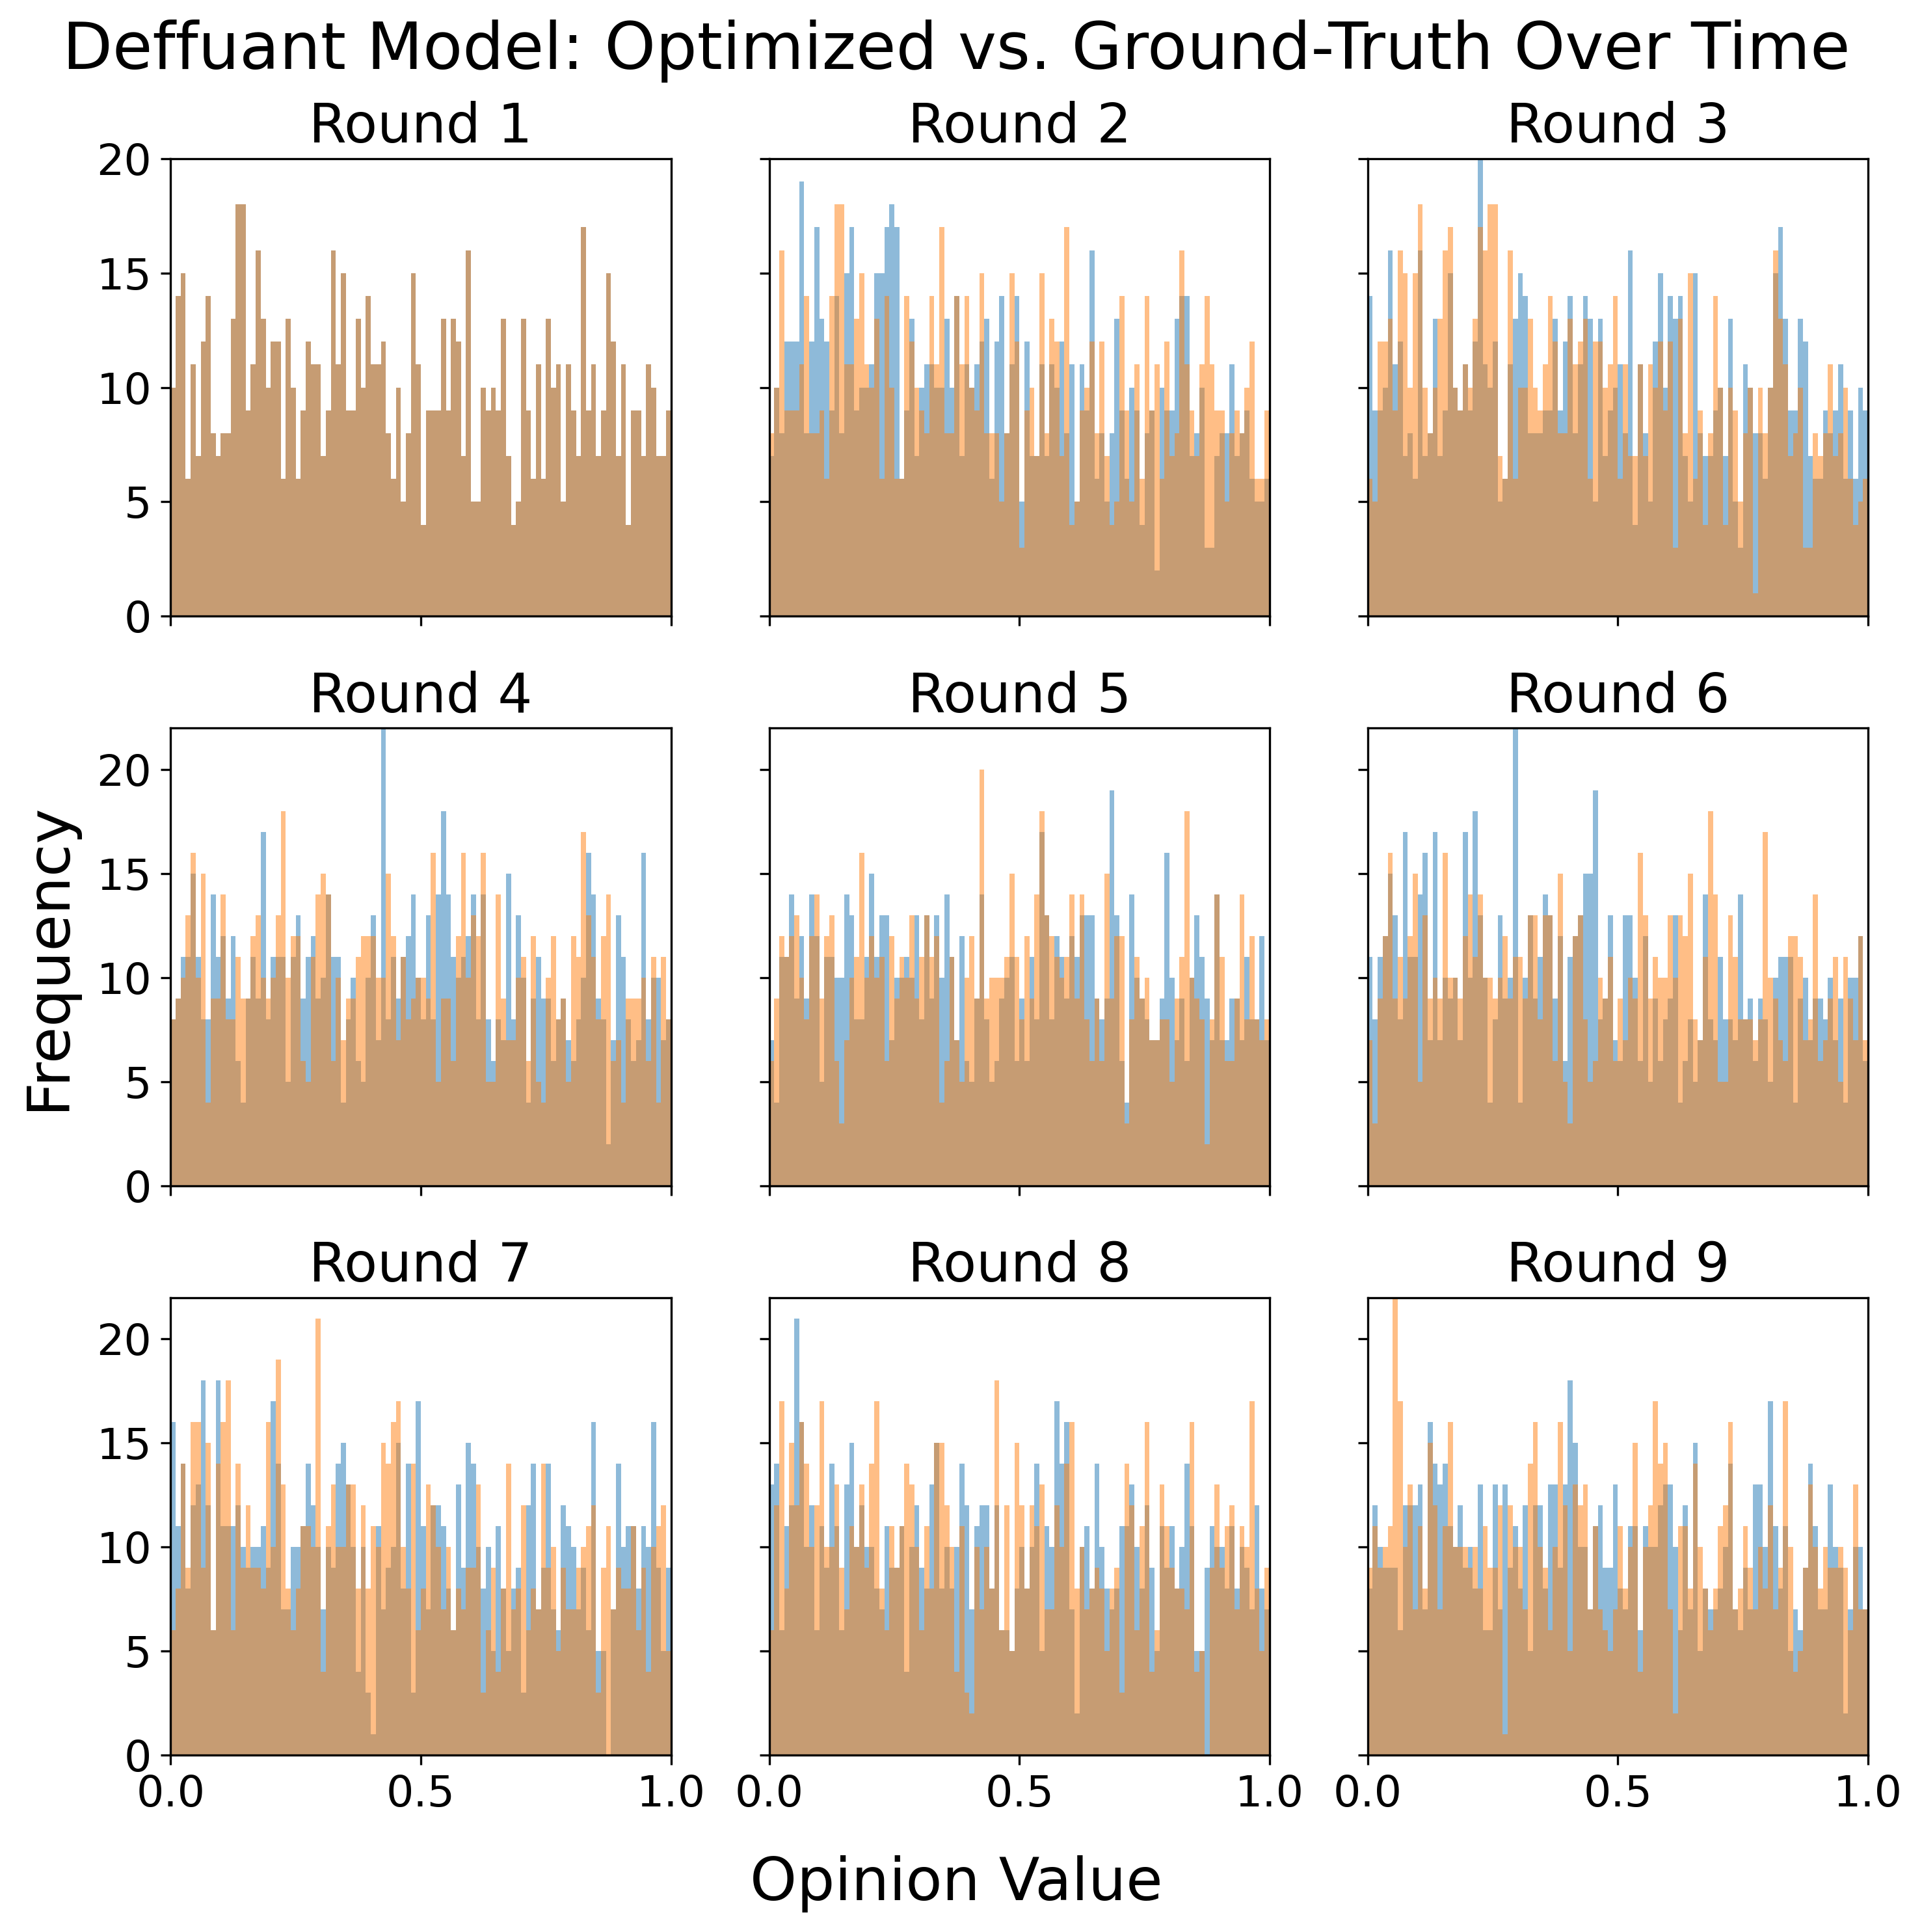 Deffuant Model: Optimized vs. Ground-Truth Over Time
Round 1
Round 2
Round 3
20
15
10
5
0
Round 4
Round 5
Round 6
20
15
10
5
0
Frequency
Round 7
Round 8
Round 9
20
15
10
5
0
0.0 0.5 1.0 0.0 0.5 1.0 0.0 0.5 1.0
Opinion Value